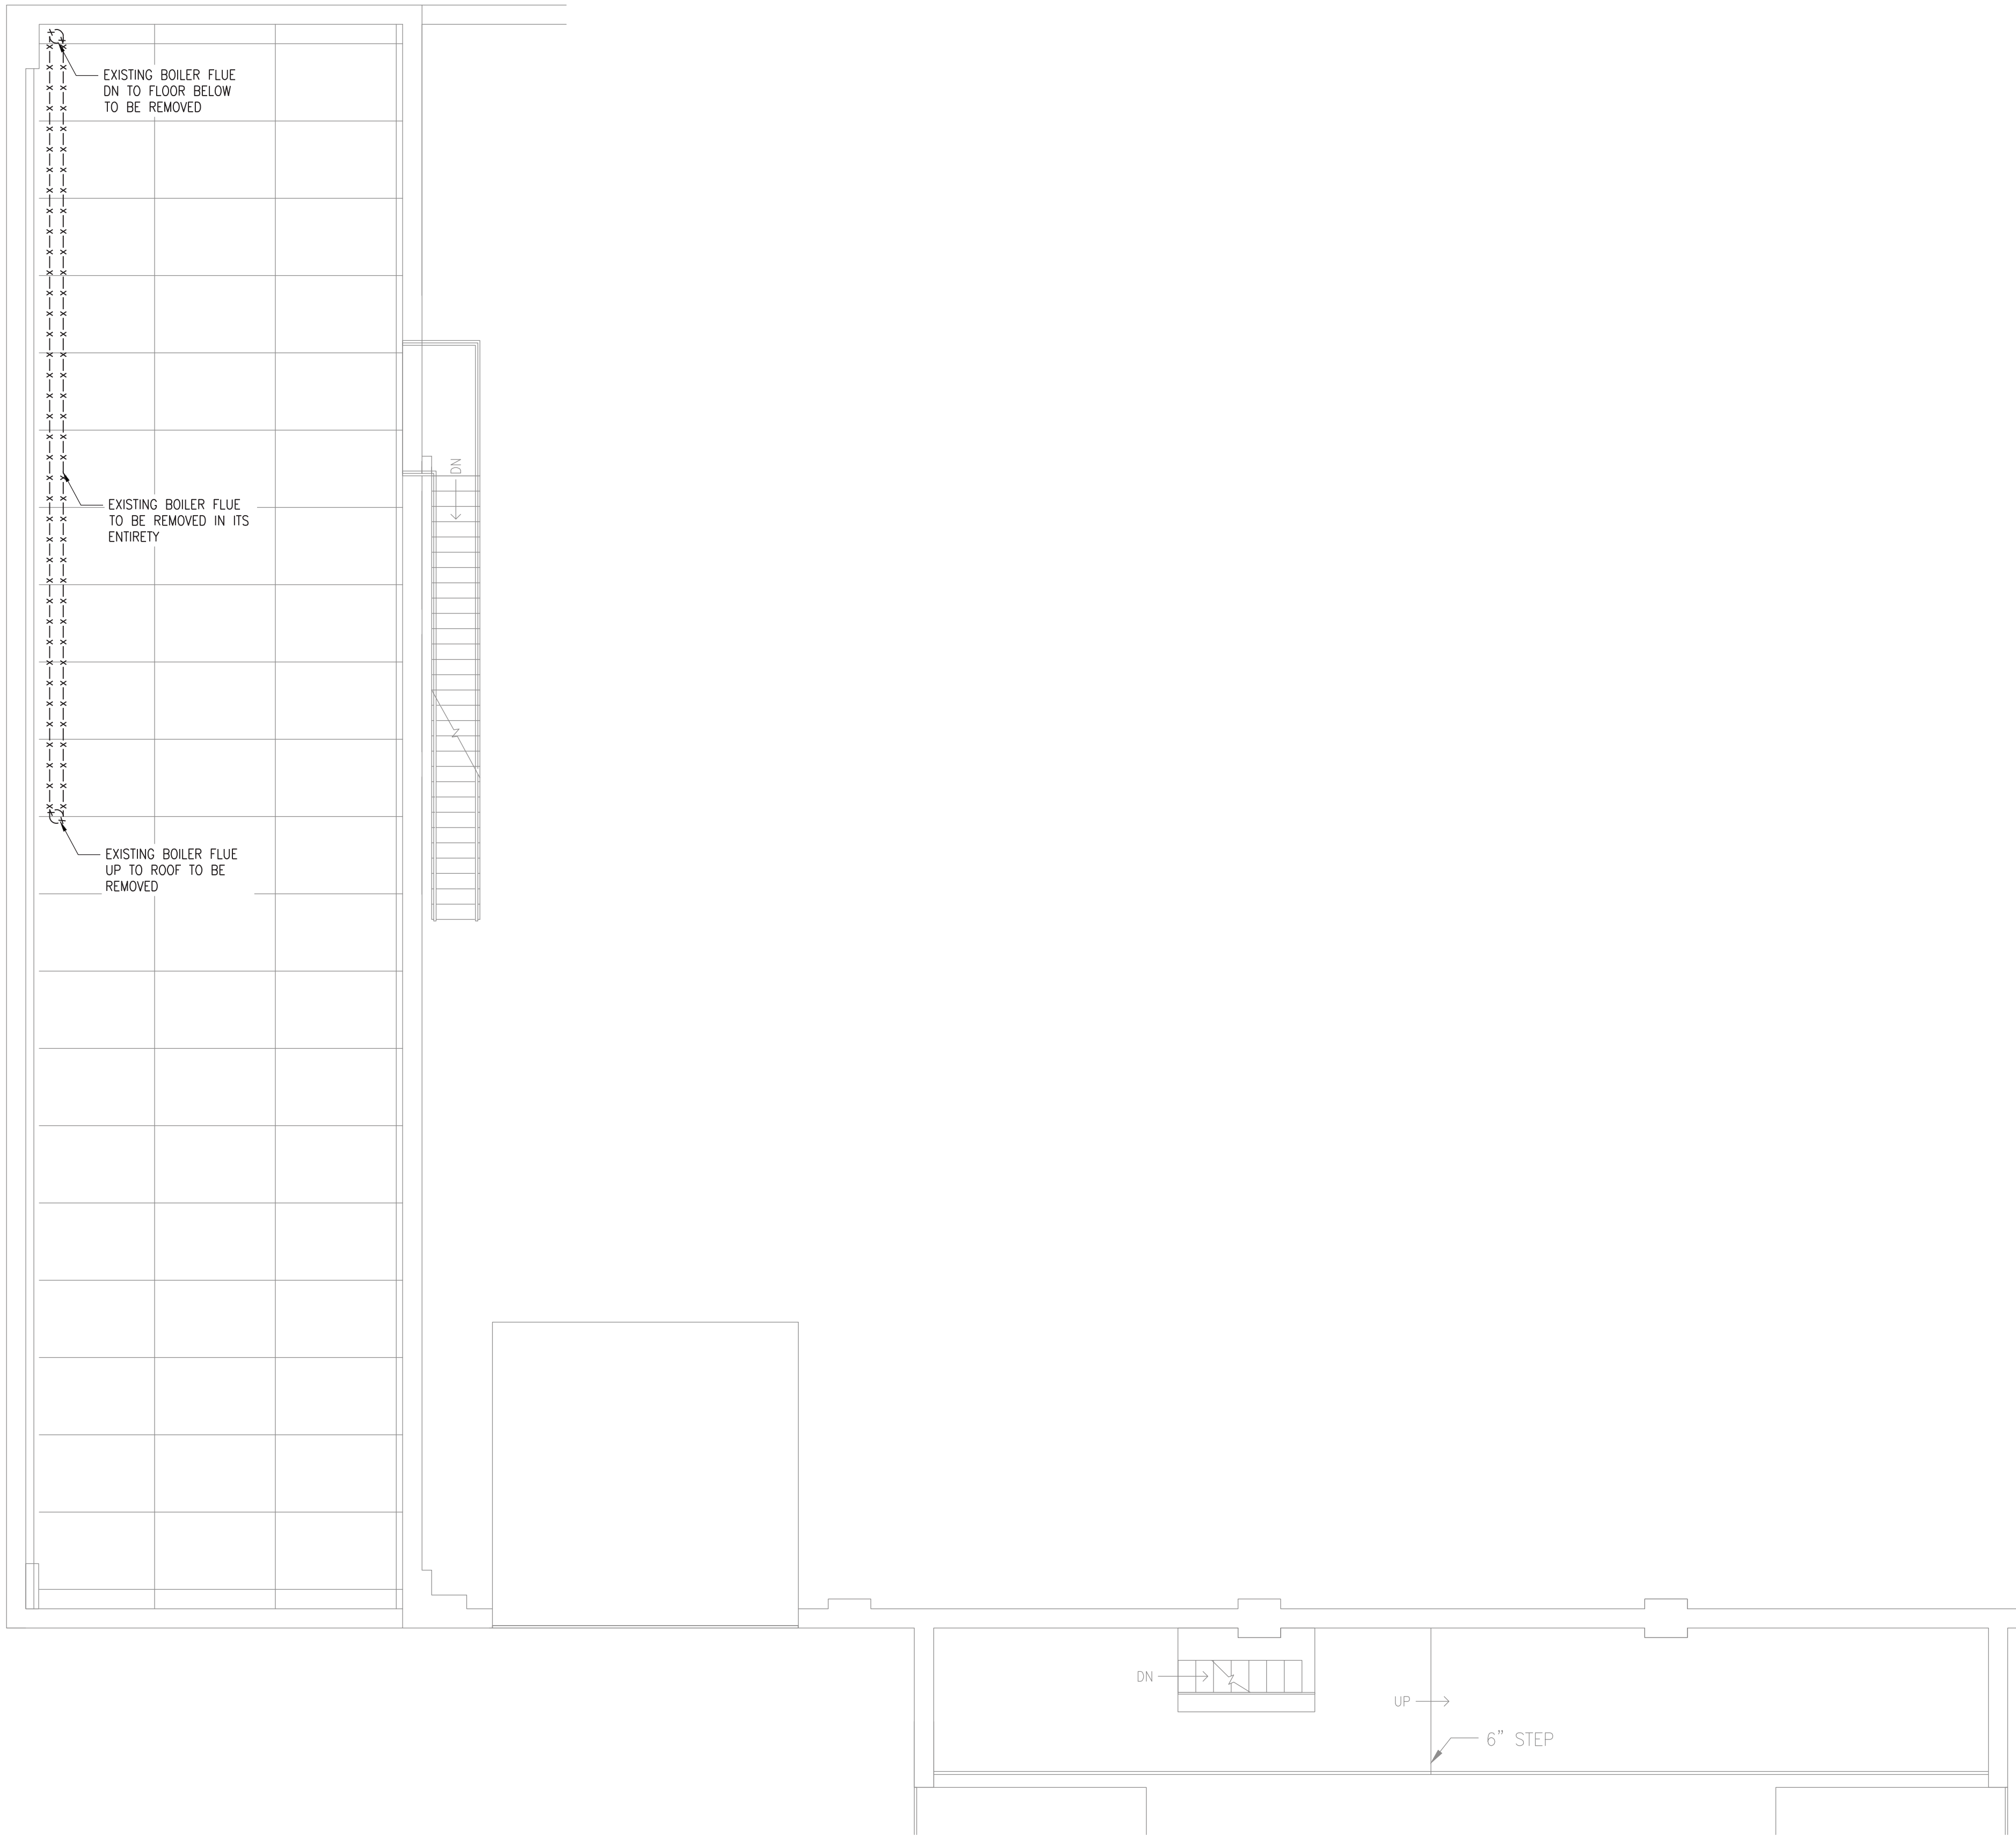 EXISTING BOILER FLUE
DN TO FLOOR BELOW
TO BE REMOVED
DN
EXISTING BOILER FLUE
TO BE REMOVED IN ITS
ENTIRETY
EXISTING BOILER FLUE
UP TO ROOF TO BE
REMOVED
DN
UP
6" STEP